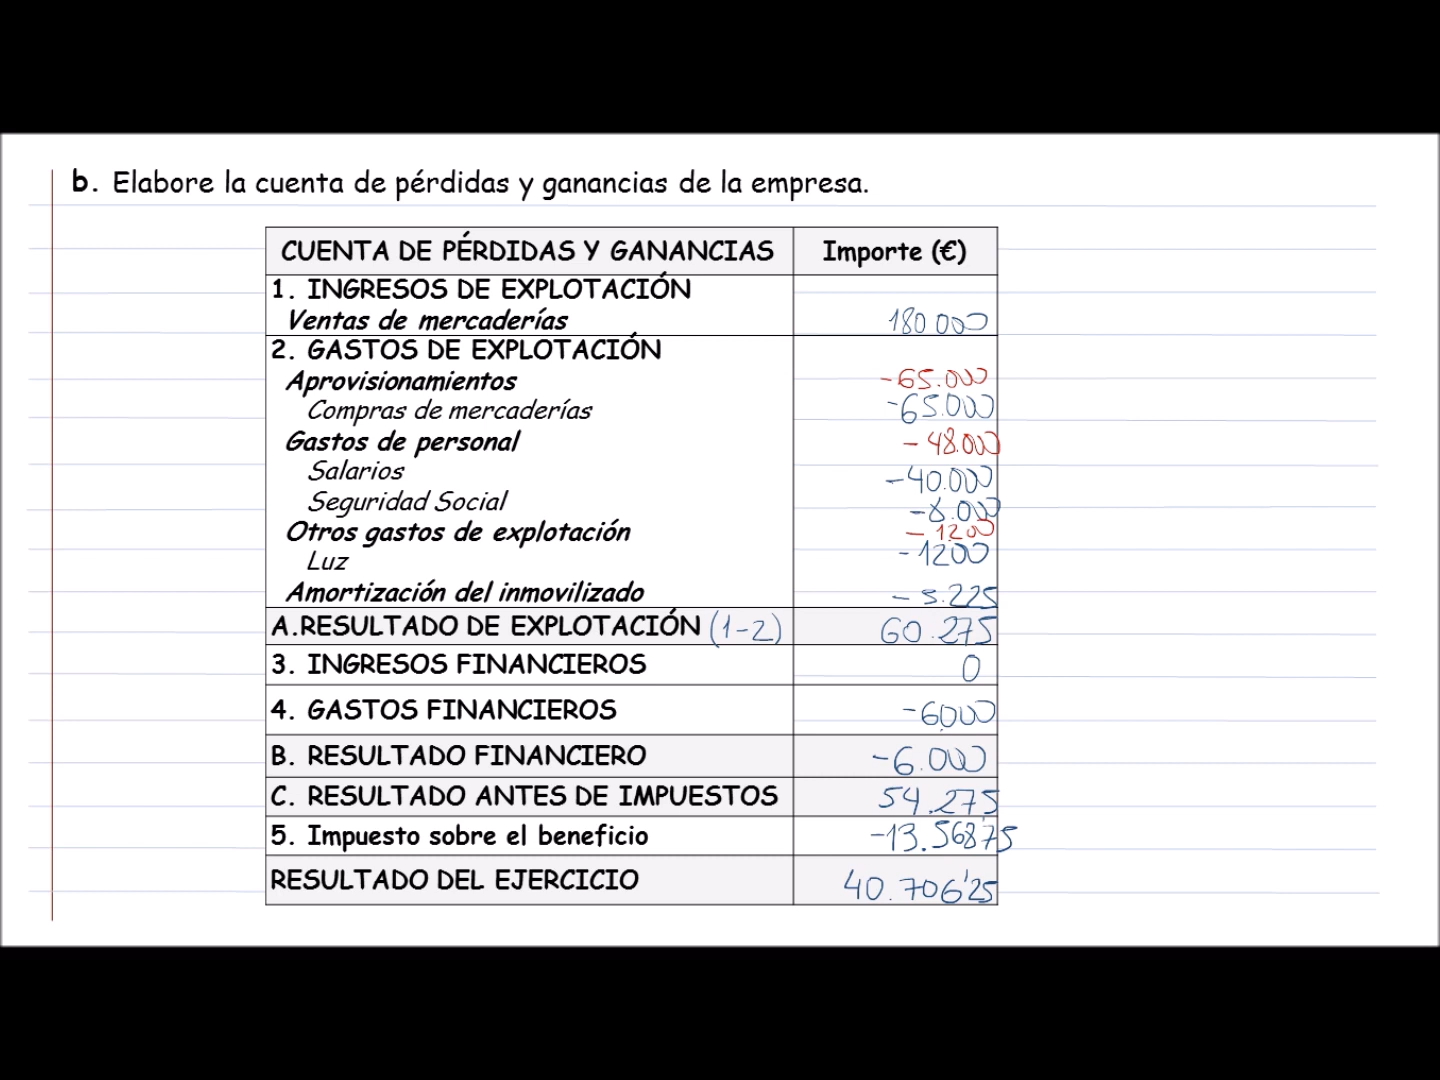 b. Elabore la cuenta de pérdidas y ganancias de la empresa.
CUENTA DE PÉRDIDAS Y GANANCIAS Importe (€)
1. INGRESOS DE EXPLOTACIÓN
Ventas de mercaderías 180.000
2. GASTOS DE EXPLOTACIÓN
Aprovisionamientos -65.000
Compras de mercaderías -65.000
Gastos de personal -48.000
Salarios -40.000
Seguridad Social -8.000
Otros gastos de explotación -1200
Luz -1200
Amortización del inmovilizado -5.225
A.RESULTADO DE EXPLOTACIÓN (1-2) 60.275
3. INGRESOS FINANCIEROS 0
4. GASTOS FINANCIEROS -6000
B. RESULTADO FINANCIERO -6.000
C. RESULTADO ANTES DE IMPUESTOS 54.275
5. Impuesto sobre el beneficio -13.568'75
RESULTADO DEL EJERCICIO 40.706'25